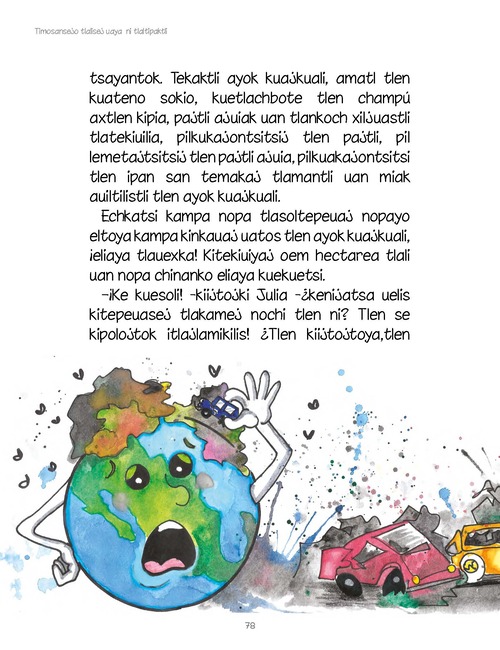 Timosansejo tlalisej uaya ni tlaltipaktli
tsayantok. Tekaktli ayok kuajkuali, amatl tlen
kuateno sokio, kuetlachbote tlen champú
axtlen kipia, pajtli ajuiak uan tlankoch xiljuastli
tlatekiuilia, pilkukajontsitsij tlen pajtli, pil
lemetajtsitsij tlen pajtli ajuia, pilkuakajontsitsi
tlen ipan san temakaj tlamantli uan miak
auiltilistli tlen ayok kuajkuali.
Echkatsi kampa nopa tlasoltepeuaj nopayo
eltoya kampa kinkauaj uatos tlen ayok kuajkuali,
¡eliaya tlauexka! Kitekiuiyaj oem hectarea tlali
uan nopa chinanko eliaya kuekuetsi.
-¡Ke kuesoli! -kiijtojki Julia -¿kenijatsa uelis
kitepeuasej tlakamej nochi tlen ni? Tlen se
kipolojtok itlajlamikilis! ¿Tlen kiijtojtoya,tlen
78